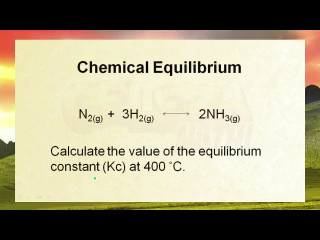 Chemical Equilibrium
N2(g) + 3H2(g) ⟷ 2NH3(g)
Calculate the value of the equilibrium
constant (Kc) at 400 °C.